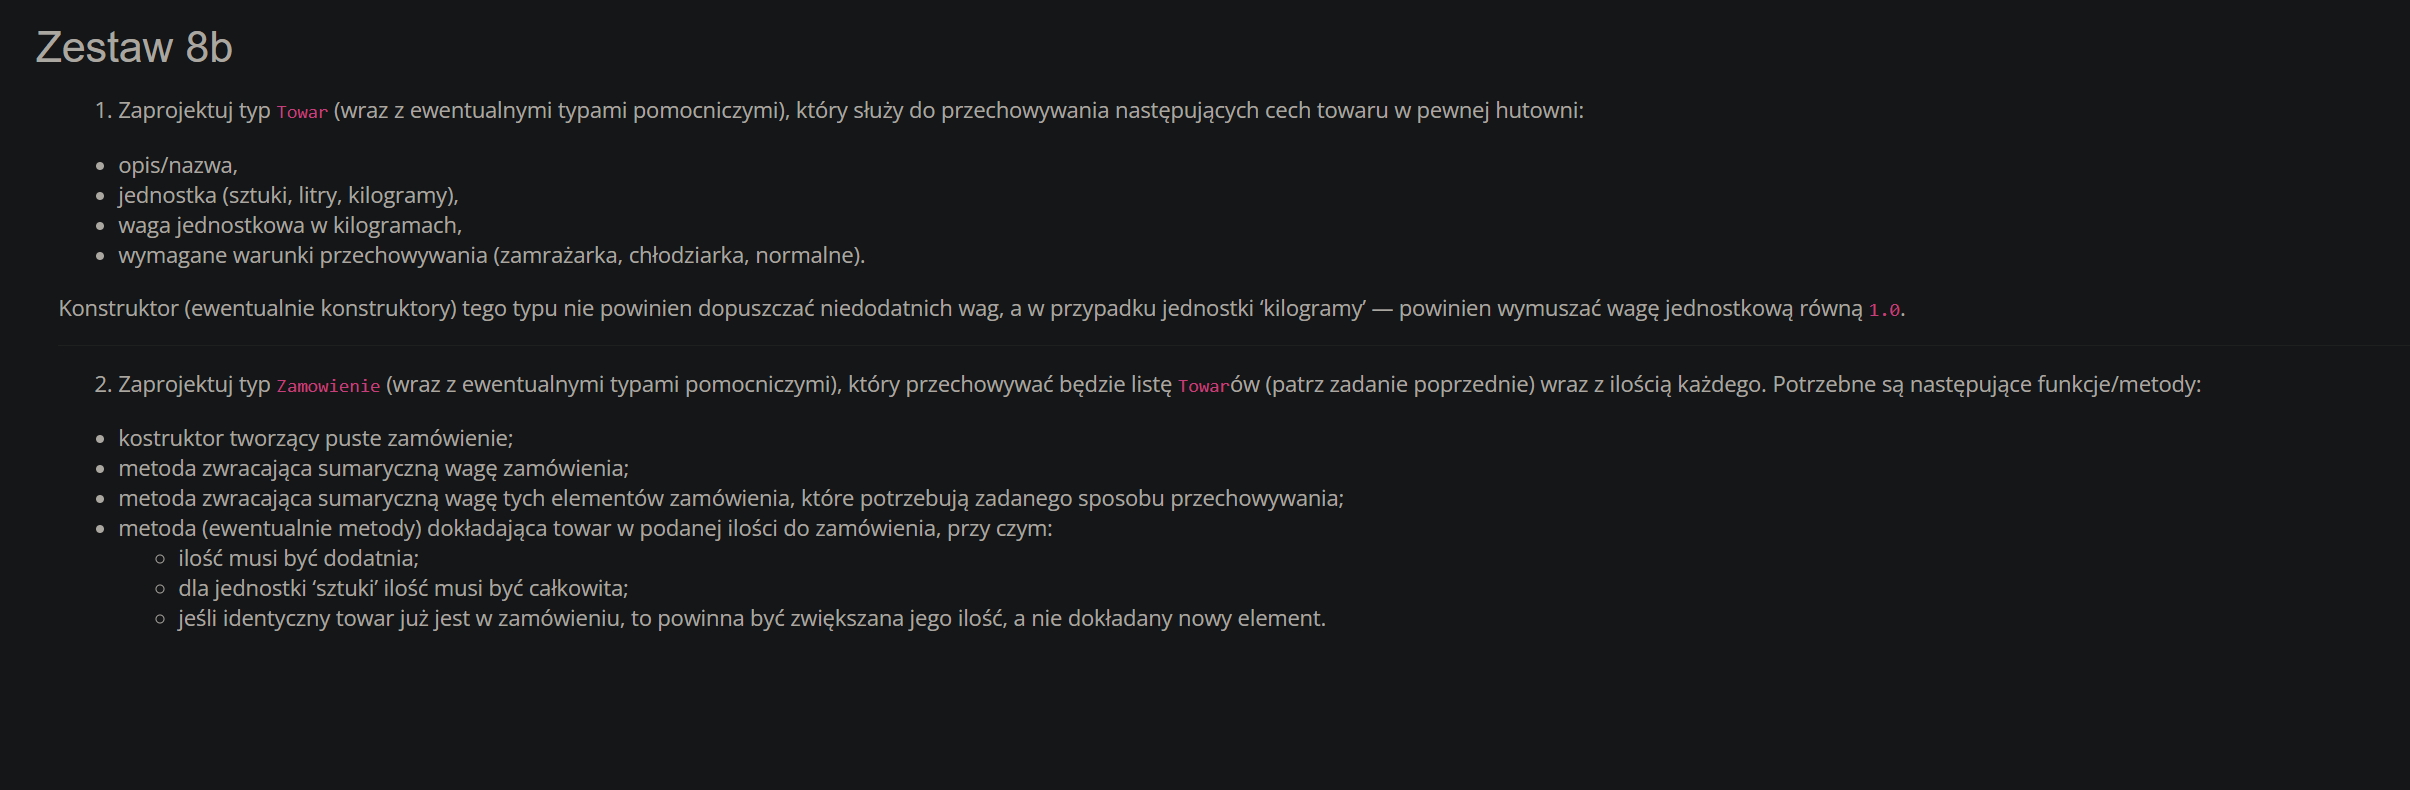 Zestaw 8b
1. Zaprojektuj typ Towar (wraz z ewentualnymi typami pomocniczymi), który służy do przechowywania następujących cech towaru w pewnej hutowni:
• opis/nazwa,
• jednostka (sztuki, litry, kilogramy),
• waga jednostkowa w kilogramach,
• wymagane warunki przechowywania (zamrażarka, chłodziarka, normalne).
Konstruktor (ewentualnie konstruktory) tego typu nie powinien dopuszczać niedodatnich wag, a w przypadku jednostki ‘kilogramy’ — powinien wymuszać wagę jednostkową równą 1.0.
2. Zaprojektuj typ Zamowienie (wraz z ewentualnymi typami pomocniczymi), który przechowywać będzie listę Towarów (patrz zadanie poprzednie) wraz z ilością każdego. Potrzebne są następujące funkcje/metody:
• kostruktor tworzący puste zamówienie;
• metoda zwracająca sumaryczną wagę zamówienia;
• metoda zwracająca sumaryczną wagę tych elementów zamówienia, które potrzebują zadanego sposobu przechowywania;
• metoda (ewentualnie metody) dokładająca towar w podanej ilości do zamówienia, przy czym:
◦ ilość musi być dodatnia;
◦ dla jednostki ‘sztuki’ ilość musi być całkowita;
◦ jeśli identyczny towar już jest w zamówieniu, to powinna być zwiększana jego ilość, a nie dokładany nowy element.